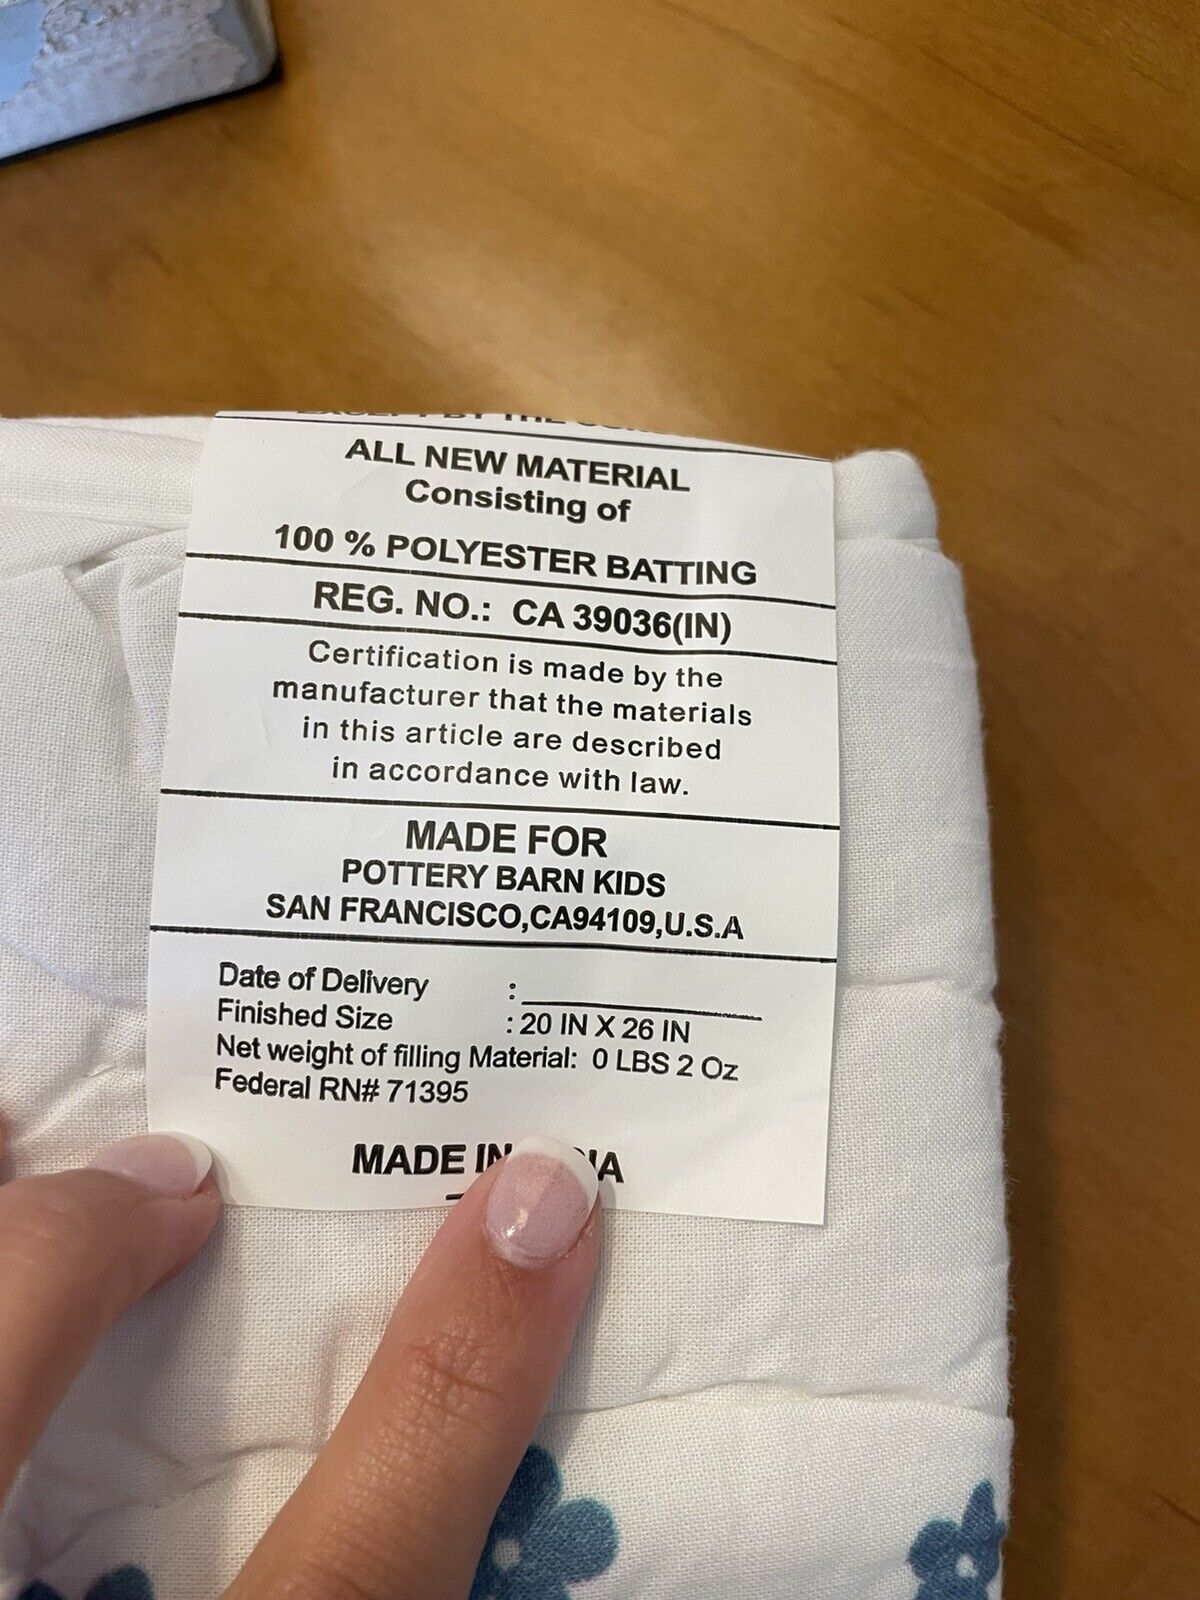 ALL NEW MATERIAL
Consisting of
100 % POLYESTER BATTING
REG. NO.: CA 39036(IN)
Certification is made by the
manufacturer that the materials
in this article are described
in accordance with law.
MADE FOR
POTTERY BARN KIDS
SAN FRANCISCO,CA94109,U.S.A
Date of Delivery :
Finished Size : 20 IN X 26 IN
Net weight of filling Material: 0 LBS 2 Oz
Federal RN# 71395
MADE